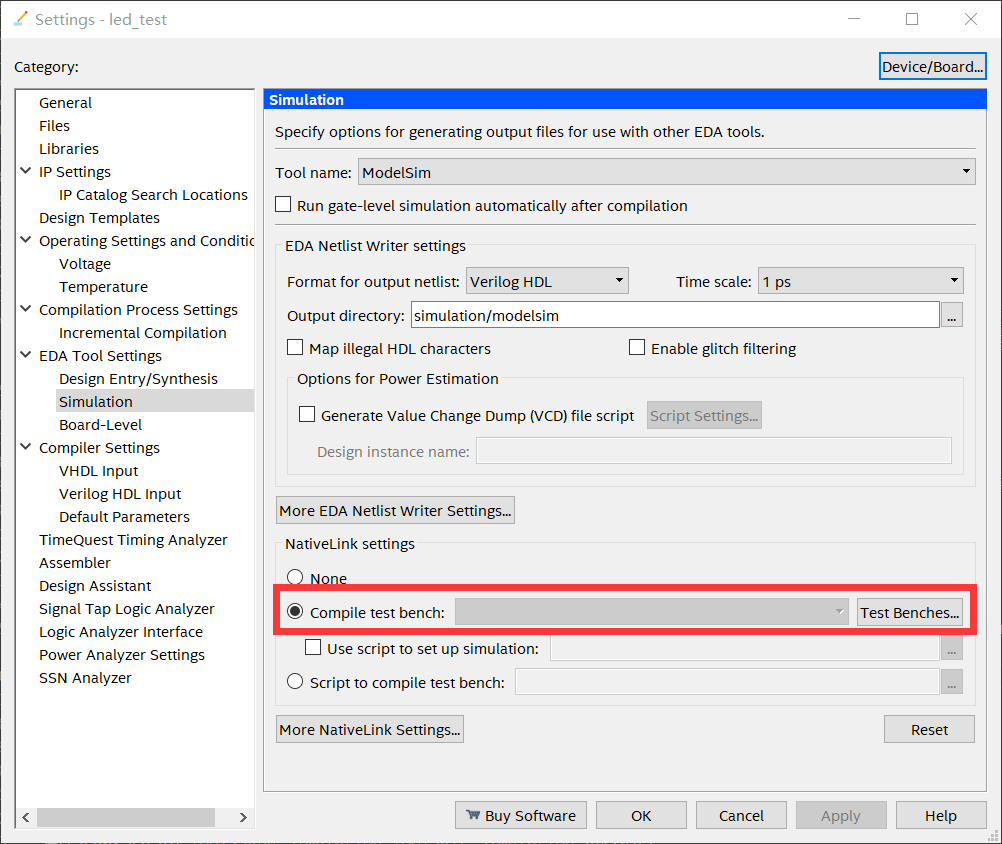 Settings - led_test
Category:
Device/Board...
General
Files
Libraries
IP Settings
IP Catalog Search Locations
Design Templates
Operating Settings and Conditic
Voltage
Temperature
Compilation Process Settings
Incremental Compilation
EDA Tool Settings
Design Entry/Synthesis
Simulation
Board-Level
Compiler Settings
VHDL Input
Verilog HDL Input
Default Parameters
TimeQuest Timing Analyzer
Assembler
Design Assistant
Signal Tap Logic Analyzer
Logic Analyzer Interface
Power Analyzer Settings
SSN Analyzer
Simulation
Specify options for generating output files for use with other EDA tools.
Tool name: ModelSim
Run gate-level simulation automatically after compilation
EDA Netlist Writer settings
Format for output netlist: Verilog HDL Time scale: 1 ps
Output directory: simulation/modelsim ...
Map illegal HDL characters Enable glitch filtering
Options for Power Estimation
Generate Value Change Dump (VCD) file script Script Settings...
Design instance name:
More EDA Netlist Writer Settings...
NativeLink settings
None
Compile test bench: Test Benches...
Use script to set up simulation: ...
Script to compile test bench: ...
More NativeLink Settings... Reset
Buy Software OK Cancel Apply Help